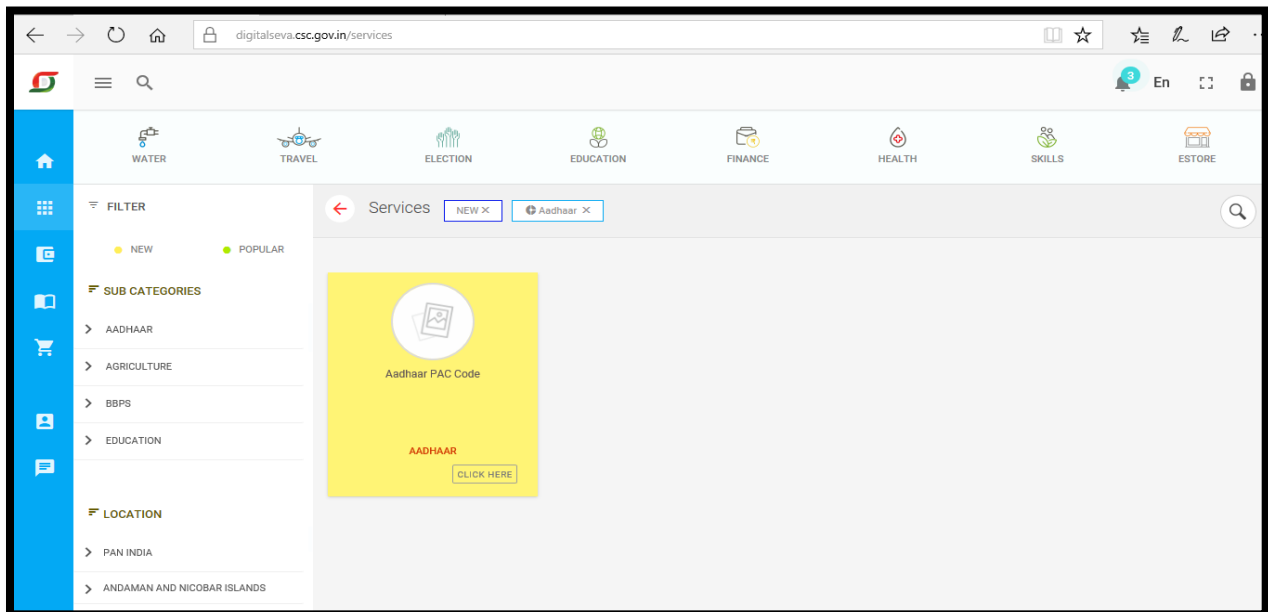 digitalseva.csc.gov.in/services
3
En
WATER
TRAVEL
ELECTION
EDUCATION
FINANCE
HEALTH
SKILLS
ESTORE
FILTER
NEW
POPULAR
SUB CATEGORIES
AADHAAR
AGRICULTURE
BBPS
EDUCATION
LOCATION
PAN INDIA
ANDAMAN AND NICOBAR ISLANDS
Services
NEW ×
Aadhaar ×
Aadhaar PAC Code
AADHAAR
CLICK HERE